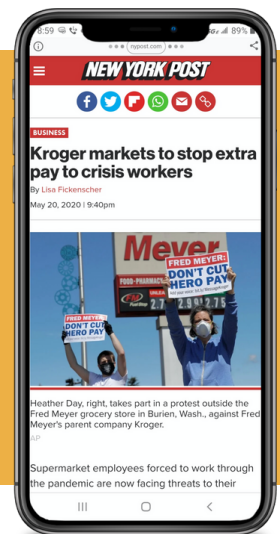 8:59 89%
nypost.com
NEW YORK POST
BUSINESS
Kroger markets to stop extra
pay to crisis workers
By Lisa Fickenscher
May 20, 2020 | 9:40pm
Meyer
FOOD-PHARMACY
FRED MEYER:
DON'T CUT
HERO PAY
FRED MEYER:
DON'T CUT
HERO PAY
Heather Day, right, takes part in a protest outside the
Fred Meyer grocery store in Burien, Wash., against Fred
Meyer's parent company Kroger.
AP
Supermarket employees forced to work through
the pandemic are now facing threats to their